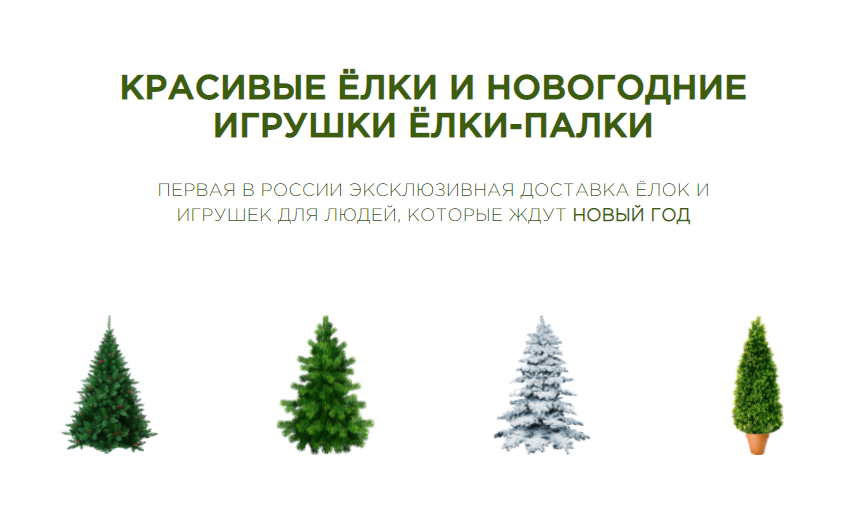 КРАСИВЫЕ ЁЛКИ И НОВОГОДНИЕ
ИГРУШКИ ЁЛКИ-ПАЛКИ
ПЕРВАЯ В РОССИИ ЭКСКЛЮЗИВНАЯ ДОСТАВКА ЁЛОК И
ИГРУШЕК ДЛЯ ЛЮДЕЙ, КОТОРЫЕ ЖДУТ НОВЫЙ ГОД